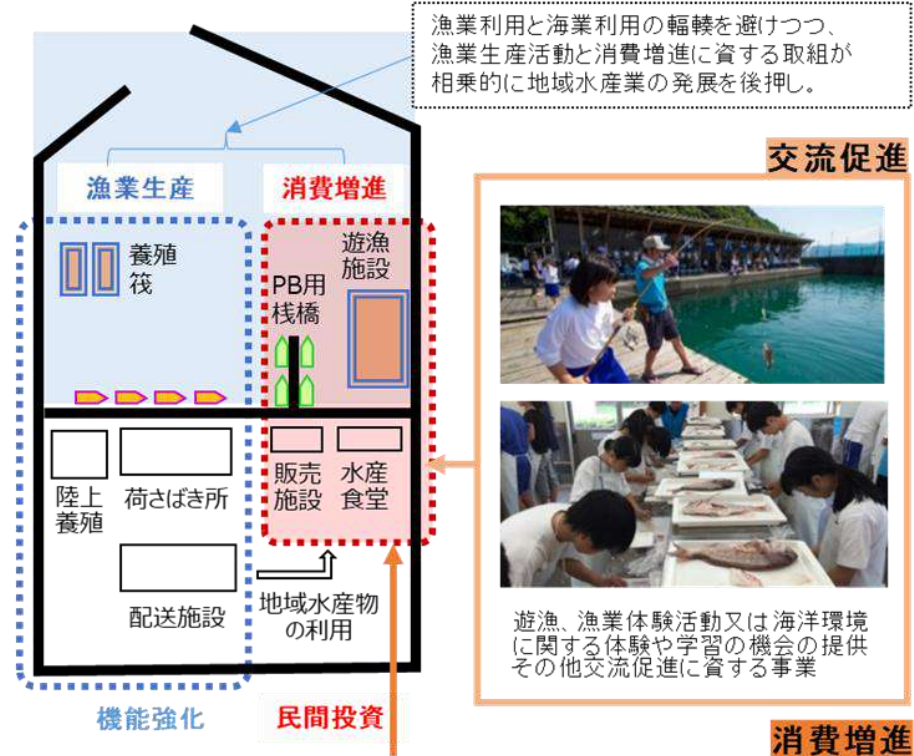 漁業利用と海業利用の輻輳を避けつつ、
漁業生産活動と消費増進に資する取組が
相乗的に地域水産業の発展を後押し。
交流促進
漁業生産
消費増進
養殖
筏
PB用
桟橋
遊漁
施設
陸上
養殖
荷さばき所
販売
施設
水産
食堂
配送施設
地域水産物
の利用
遊漁、漁業体験活動又は海洋環境
に関する体験や学習の機会の提供
その他交流促進に資する事業
機能強化
民間投資
消費増進